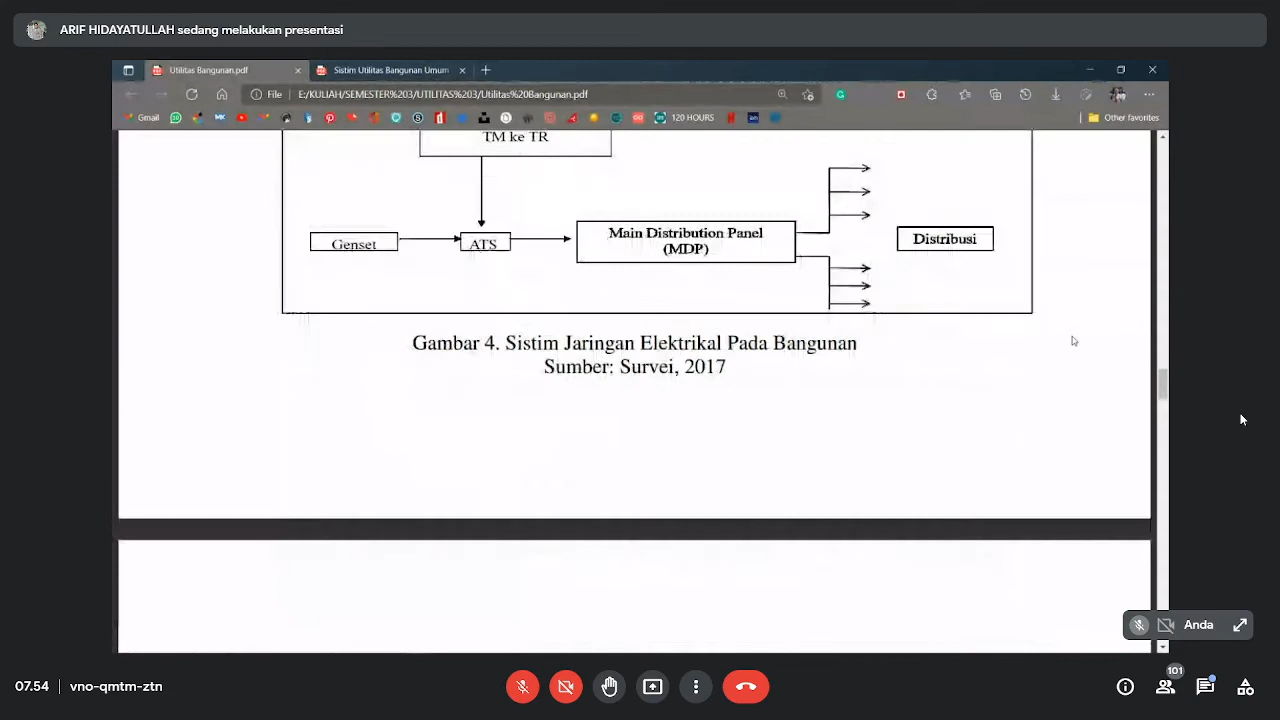 ARIF HIDAYATULLAH sedang melakukan presentasi
Utilitas Bangunan.pdf
Sistim Utilitas Bangunan Umum
File
E:/KULIAH/SEMESTER%203/UTILITAS%203/Utilitas%20Bangunan.pdf
Gmail
120 HOURS
Other favorites
TM ke TR
Genset
ATS
Main Distribution Panel
(MDP)
Distribusi
Gambar 4. Sistim Jaringan Elektrikal Pada Bangunan
Sumber: Survei, 2017
Anda
07.54
vno-qmtm-ztn
101